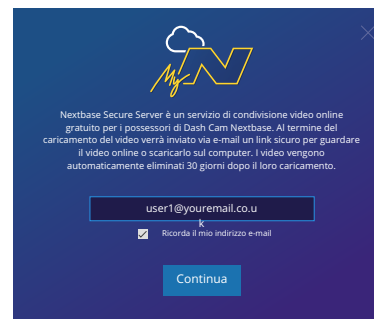 My N
Nextbase Secure Server è un servizio di condivisione video online
gratuito per i possessori di Dash Cam Nextbase. Al termine del
caricamento del video verrà inviato via e-mail un link sicuro per guardare
il video online o scaricarlo sul computer. I video vengono
automaticamente eliminati 30 giorni dopo il loro caricamento.
user1@youremail.co.u
k
Ricorda il mio indirizzo e-mail
Continua